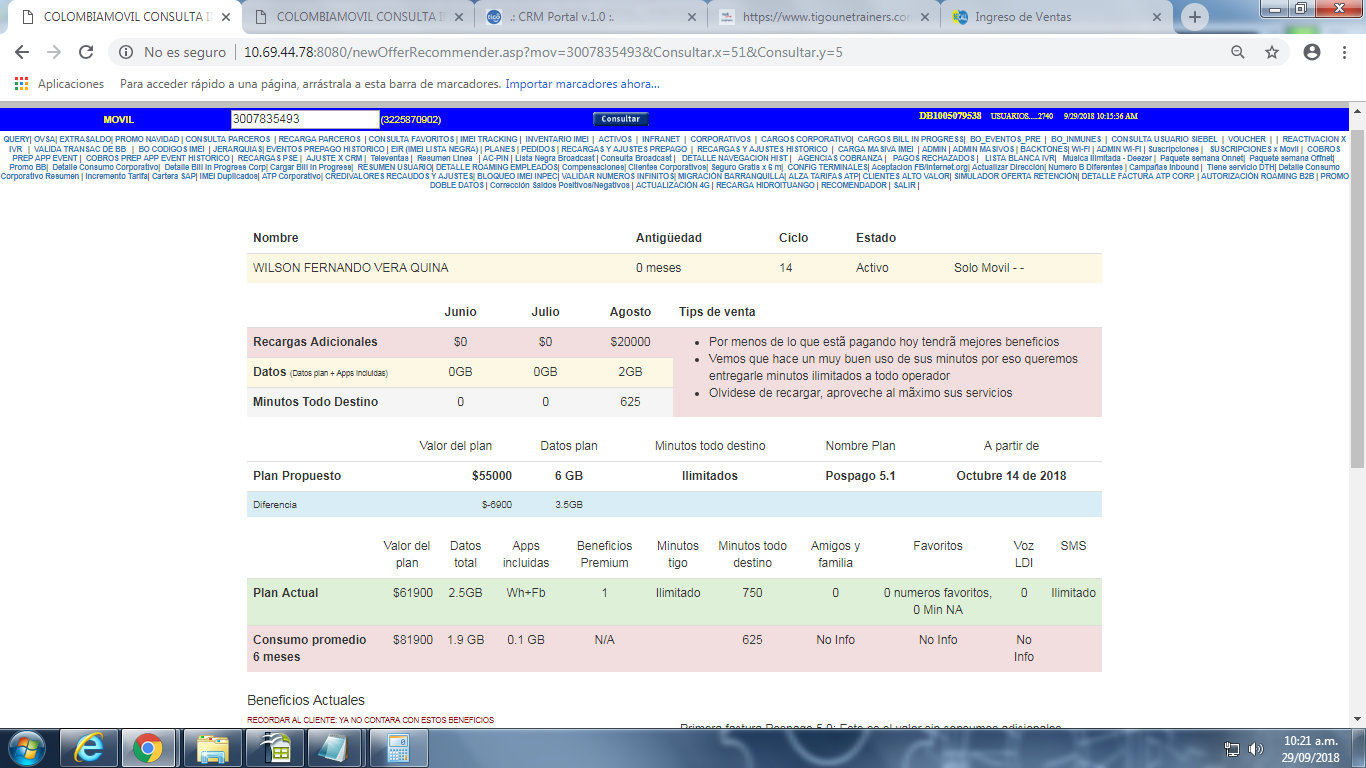 COLOMBIAMOVIL CONSULTA I
COLOMBIAMOVIL CONSULTA I
.: CRM Portal v.1.0 :.
https://www.tigounetrainers.com
Ingreso de Ventas
No es seguro | 10.69.44.78:8080/newOfferRecommender.asp?mov=3007835493&Consultar.x=51&Consultar.y=5
Aplicaciones Para acceder rápido a una página, arrástrala a esta barra de marcadores. Importar marcadores ahora...
MOVIL 3007835493 (3225870902) Consultar DB1005079538 USUARIOS.....2740 9/29/2018 10:15:36 AM
QUERY| OVSA| EXTRASALDO| PROMO NAVIDAD | CONSULTA PARCEROS | RECARGA PARCEROS | CONSULTA FAVORITOS | IMEI TRACKING | INVENTARIO IMEI | ACTIVOS | INFRANET | CORPORATIVOS | CARGOS CORPORATIVO| CARGOS BILL IN PROGRESS| BO_EVENTOS_PRE | BO_INMUNES | CONSULTA USUARIO SIEBEL | VOUCHER | | REACTIVACION X
IVR | VALIDA TRANSAC DE BB | BO CODIGOS IMEI | JERARQUIAS| EVENTOS PREPAGO HISTORICO | EIR (IMEI LISTA NEGRA) | PLANES | PEDIDOS | RECARGAS Y AJUSTES PREPAGO | RECARGAS Y AJUSTES HISTORICO | CARGA MASIVA IMEI | ADMIN | ADMIN MASIVOS | BACKTONES| WI-FI | ADMIN WI-FI | Suscripciones | SUSCRIPCIONES x Movil | COBROS
PREP APP EVENT | COBROS PREP APP EVENT HISTORICO | RECARGAS PSE | AJUSTE X CRM | Televentas | Resumen Linea | AC-PIN | Lista Negra Broadcast | Consulta Broadcast | DETALLE NAVEGACION HIST | AGENCIAS COBRANZA | PAGOS RECHAZADOS | LISTA BLANCA IVR| Música Ilimitada - Deezer | Paquete semana Onnet| Paquete semana Offnet|
Promo BB| Detalle Consumo Corporativo| Detalle Bill In Progress Corp| Cargar Bill In Progress| RESUMEN USUARIO| DETALLE ROAMING EMPLEADOS| Compensaciones| Clientes Corporativos| Seguro Gratis x 6 m| CONFIG TERMINALES| Aceptacion FB/Internet.org| Actualizar Dirección| Numero B Diferentes | Campañas Inbound | Tiene servicio DTH| Detalle Consumo
Corporativo Resumen | Incremento Tarifa| Cartera SAP| IMEI Duplicados| ATP Corporativo| CREDIVALORES RECAUDOS Y AJUSTES| BLOQUEO IMEI INPEC| VALIDAR NUMEROS INFINITOS| MIGRACIÓN BARRANQUILLA| ALZA TARIFAS ATP| CLIENTES ALTO VALOR| SIMULADOR OFERTA RETENCIÓN| DETALLE FACTURA ATP CORP. | AUTORIZACIÓN ROAMING B2B | PROMO
DOBLE DATOS | Corrección Saldos Positivos/Negativos | ACTUALIZACIÓN 4G | RECARGA HIDROITUANGO | RECOMENDADOR | SALIR |
Nombre Antigüedad Ciclo Estado
WILSON FERNANDO VERA QUINA 0 meses 14 Activo Solo Movil - -
Junio Julio Agosto Tips de venta
Recargas Adicionales $0 $0 $20000
Datos (Datos plan + Apps Incluidas) 0GB 0GB 2GB
Minutos Todo Destino 0 0 625
Por menos de lo que estã pagando hoy tendrã mejores beneficios
Vemos que hace un muy buen uso de sus minutos por eso queremos
entregarle minutos ilimitados a todo operador
Olvidese de recargar, aproveche al mãximo sus servicios
Valor del plan Datos plan Minutos todo destino Nombre Plan A partir de
Plan Propuesto $55000 6 GB Ilimitados Pospago 5.1 Octubre 14 de 2018
Diferencia $-6900 3.5GB
Valor del Datos Apps Beneficios Minutos Minutos todo Amigos y Favoritos Voz SMS
plan total incluidas Premium tigo destino familia LDI
Plan Actual $61900 2.5GB Wh+Fb 1 Ilimitado 750 0 0 numeros favoritos, 0 Ilimitado
0 Min NA
Consumo promedio $81900 1.9 GB 0.1 GB N/A 625 No Info No Info No
6 meses Info
Beneficios Actuales
RECORDAR AL CLIENTE: YA NO CONTARA CON ESTOS BENEFICIOS
Primera factura Pospago 5.0: Este es el valor sin consumos adicionales
10:21 a.m.
29/09/2018